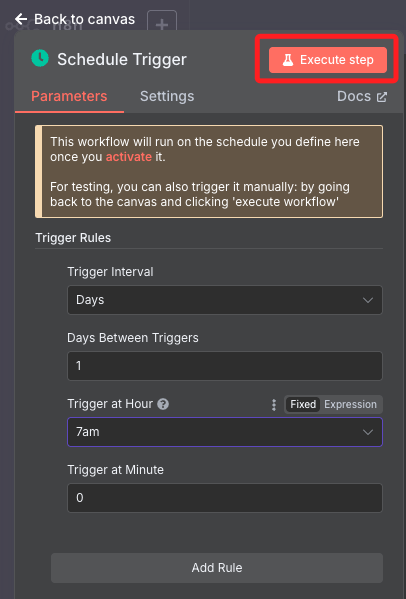 Back to canvas
Schedule Trigger
Execute step
Parameters
Settings
Docs
This workflow will run on the schedule you define here
once you activate it.
For testing, you can also trigger it manually: by going
back to the canvas and clicking 'execute workflow'
Trigger Rules
Trigger Interval
Days
Days Between Triggers
1
Trigger at Hour
Fixed
Expression
7am
Trigger at Minute
0
Add Rule